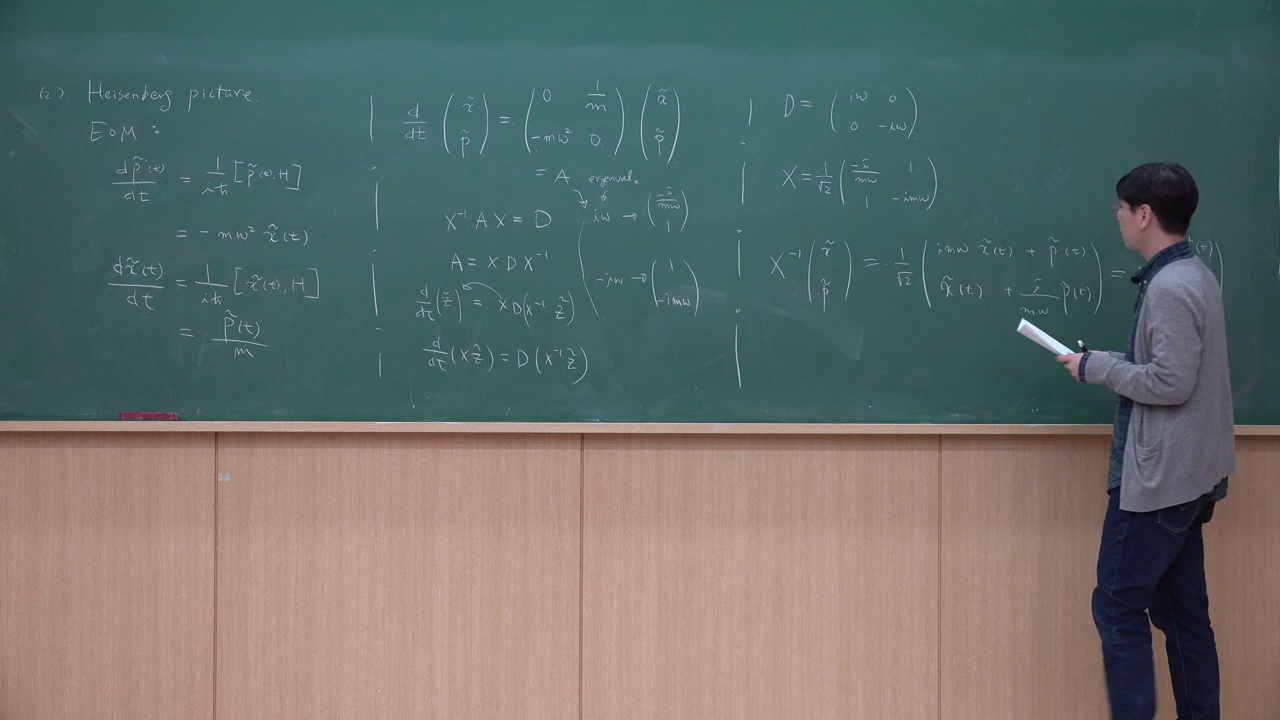 (2) Heisenberg picture.
EoM :
dp̃(t)/dt = 1/iħ [p̃(t), H]
= - mω² x̃(t)
dx̃(t)/dt = 1/iħ [x̃(t), H]
= p̃(t)/m
d/dt (x̃ p̃) = (0 1/m -mω² 0) (x̃ p̃)
= A eigenval.
iω → (-i/mω 1)
X⁻¹ A X = D
A = X D X⁻¹
-iω → (1 -imω)
d/dt (z̃) = X D (X⁻¹ z̃)
d/dt (X z̃) = D (X⁻¹ z̃)
D = (iω 0 0 -iω)
X = 1/√2 (-i/mω 1 1 -imω)
X⁻¹ (x̃ p̃) = 1/√2 (imω x̃(t) + p̃(t) x̃(t) + i/mω p̃(t)) =
(t)